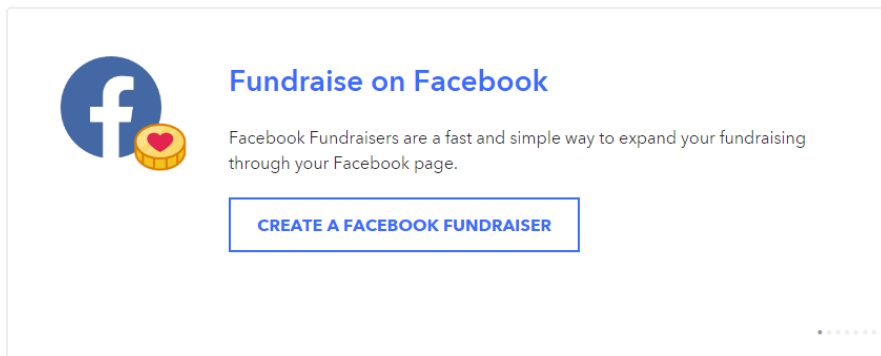 Fundraise on Facebook
Facebook Fundraisers are a fast and simple way to expand your fundraising
through your Facebook page.
CREATE A FACEBOOK FUNDRAISER